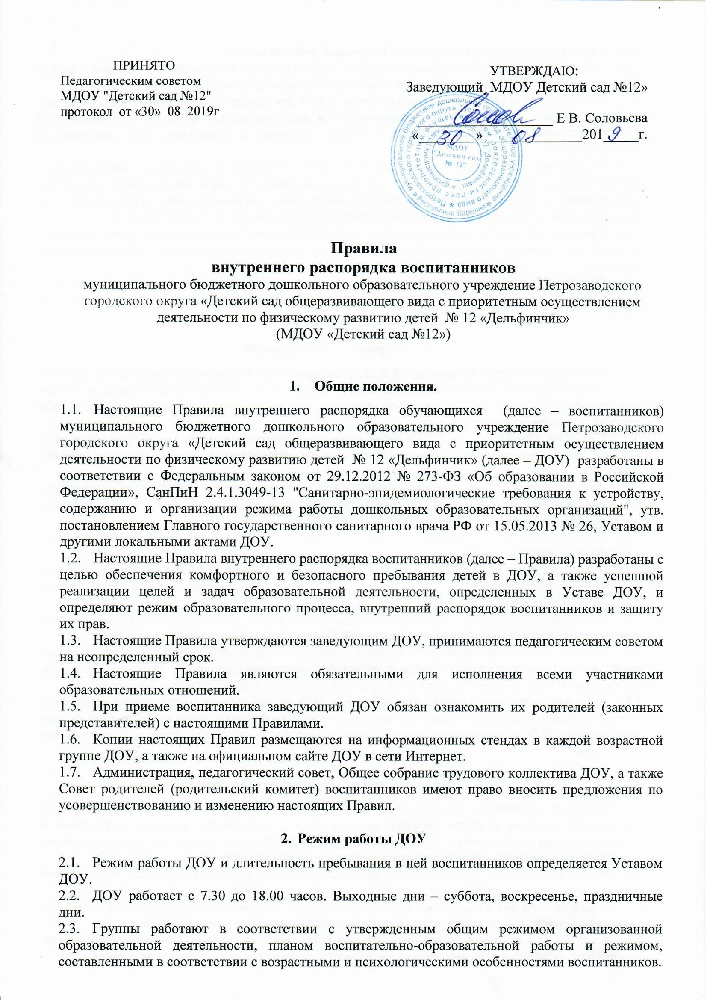 ПРИНЯТО
Педагогическим советом
МДОУ "Детский сад №12"
протокол от «30» 08 2019г
УТВЕРЖДАЮ:
Заведующий МДОУ Детский сад №12»
Е В. Соловьева
«30» 08 2019 г.
муниципальное бюджетное дошкольное образовательное учреждение * Республика Карелия *
Петрозаводского городского округа "Детский сад общеразвивающего вида *
с приоритетным осуществлением деятельности по *
физическому развитию детей № 12 "Дельфинчик" *
МДОУ
"Детский сад
№ 12"
Правила
внутреннего распорядка воспитанников
муниципального бюджетного дошкольного образовательного учреждение Петрозаводского
городского округа «Детский сад общеразвивающего вида с приоритетным осуществлением
деятельности по физическому развитию детей № 12 «Дельфинчик»
(МДОУ «Детский сад №12»)
1. Общие положения.
1.1. Настоящие Правила внутреннего распорядка обучающихся (далее – воспитанников)
муниципального бюджетного дошкольного образовательного учреждение Петрозаводского
городского округа «Детский сад общеразвивающего вида с приоритетным осуществлением
деятельности по физическому развитию детей № 12 «Дельфинчик» (далее – ДОУ) разработаны в
соответствии с Федеральным законом от 29.12.2012 № 273-ФЗ «Об образовании в Российской
Федерации», СанПиН 2.4.1.3049-13 "Санитарно-эпидемиологические требования к устройству,
содержанию и организации режима работы дошкольных образовательных организаций", утв.
постановлением Главного государственного санитарного врача РФ от 15.05.2013 № 26, Уставом и
другими локальными актами ДОУ.
1.2. Настоящие Правила внутреннего распорядка воспитанников (далее – Правила) разработаны с
целью обеспечения комфортного и безопасного пребывания детей в ДОУ, а также успешной
реализации целей и задач образовательной деятельности, определенных в Уставе ДОУ, и
определяют режим образовательного процесса, внутренний распорядок воспитанников и защиту
их прав.
1.3. Настоящие Правила утверждаются заведующим ДОУ, принимаются педагогическим советом
на неопределенный срок.
1.4. Настоящие Правила являются обязательными для исполнения всеми участниками
образовательных отношений.
1.5. При приеме воспитанника заведующий ДОУ обязан ознакомить их родителей (законных
представителей) с настоящими Правилами.
1.6. Копии настоящих Правил размещаются на информационных стендах в каждой возрастной
группе ДОУ, а также на официальном сайте ДОУ в сети Интернет.
1.7. Администрация, педагогический совет, Общее собрание трудового коллектива ДОУ, а также
Совет родителей (родительский комитет) воспитанников имеют право вносить предложения по
усовершенствованию и изменению настоящих Правил.
2. Режим работы ДОУ
2.1. Режим работы ДОУ и длительность пребывания в ней воспитанников определяется Уставом
ДОУ.
2.2. ДОУ работает с 7.30 до 18.00 часов. Выходные дни – суббота, воскресенье, праздничные
дни.
2.3. Группы работают в соответствии с утвержденным общим режимом организованной
образовательной деятельности, планом воспитательно-образовательной работы и режимом,
составленными в соответствии с возрастными и психологическими особенностями воспитанников.